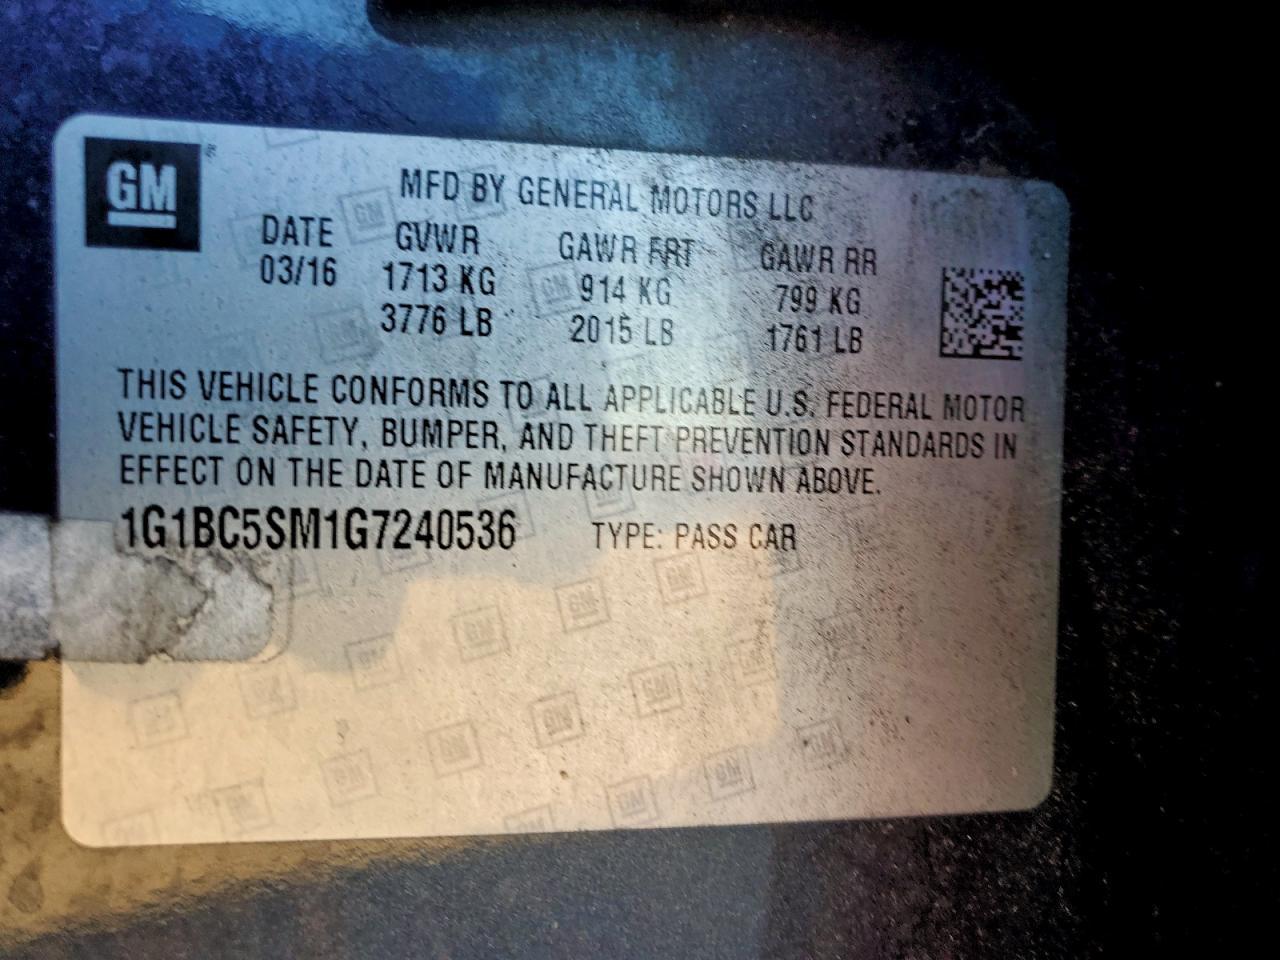 GM
MFD BY GENERAL MOTORS LLC
DATE GVWR GAWR FRT GAWR RR
03/16 1713 KG 914 KG 799 KG
3776 LB 2015 LB 1761 LB
THIS VEHICLE CONFORMS TO ALL APPLICABLE U.S. FEDERAL MOTOR
VEHICLE SAFETY, BUMPER, AND THEFT PREVENTION STANDARDS IN
EFFECT ON THE DATE OF MANUFACTURE SHOWN ABOVE.
1G1BC5SM1G7240536 TYPE: PASS CAR